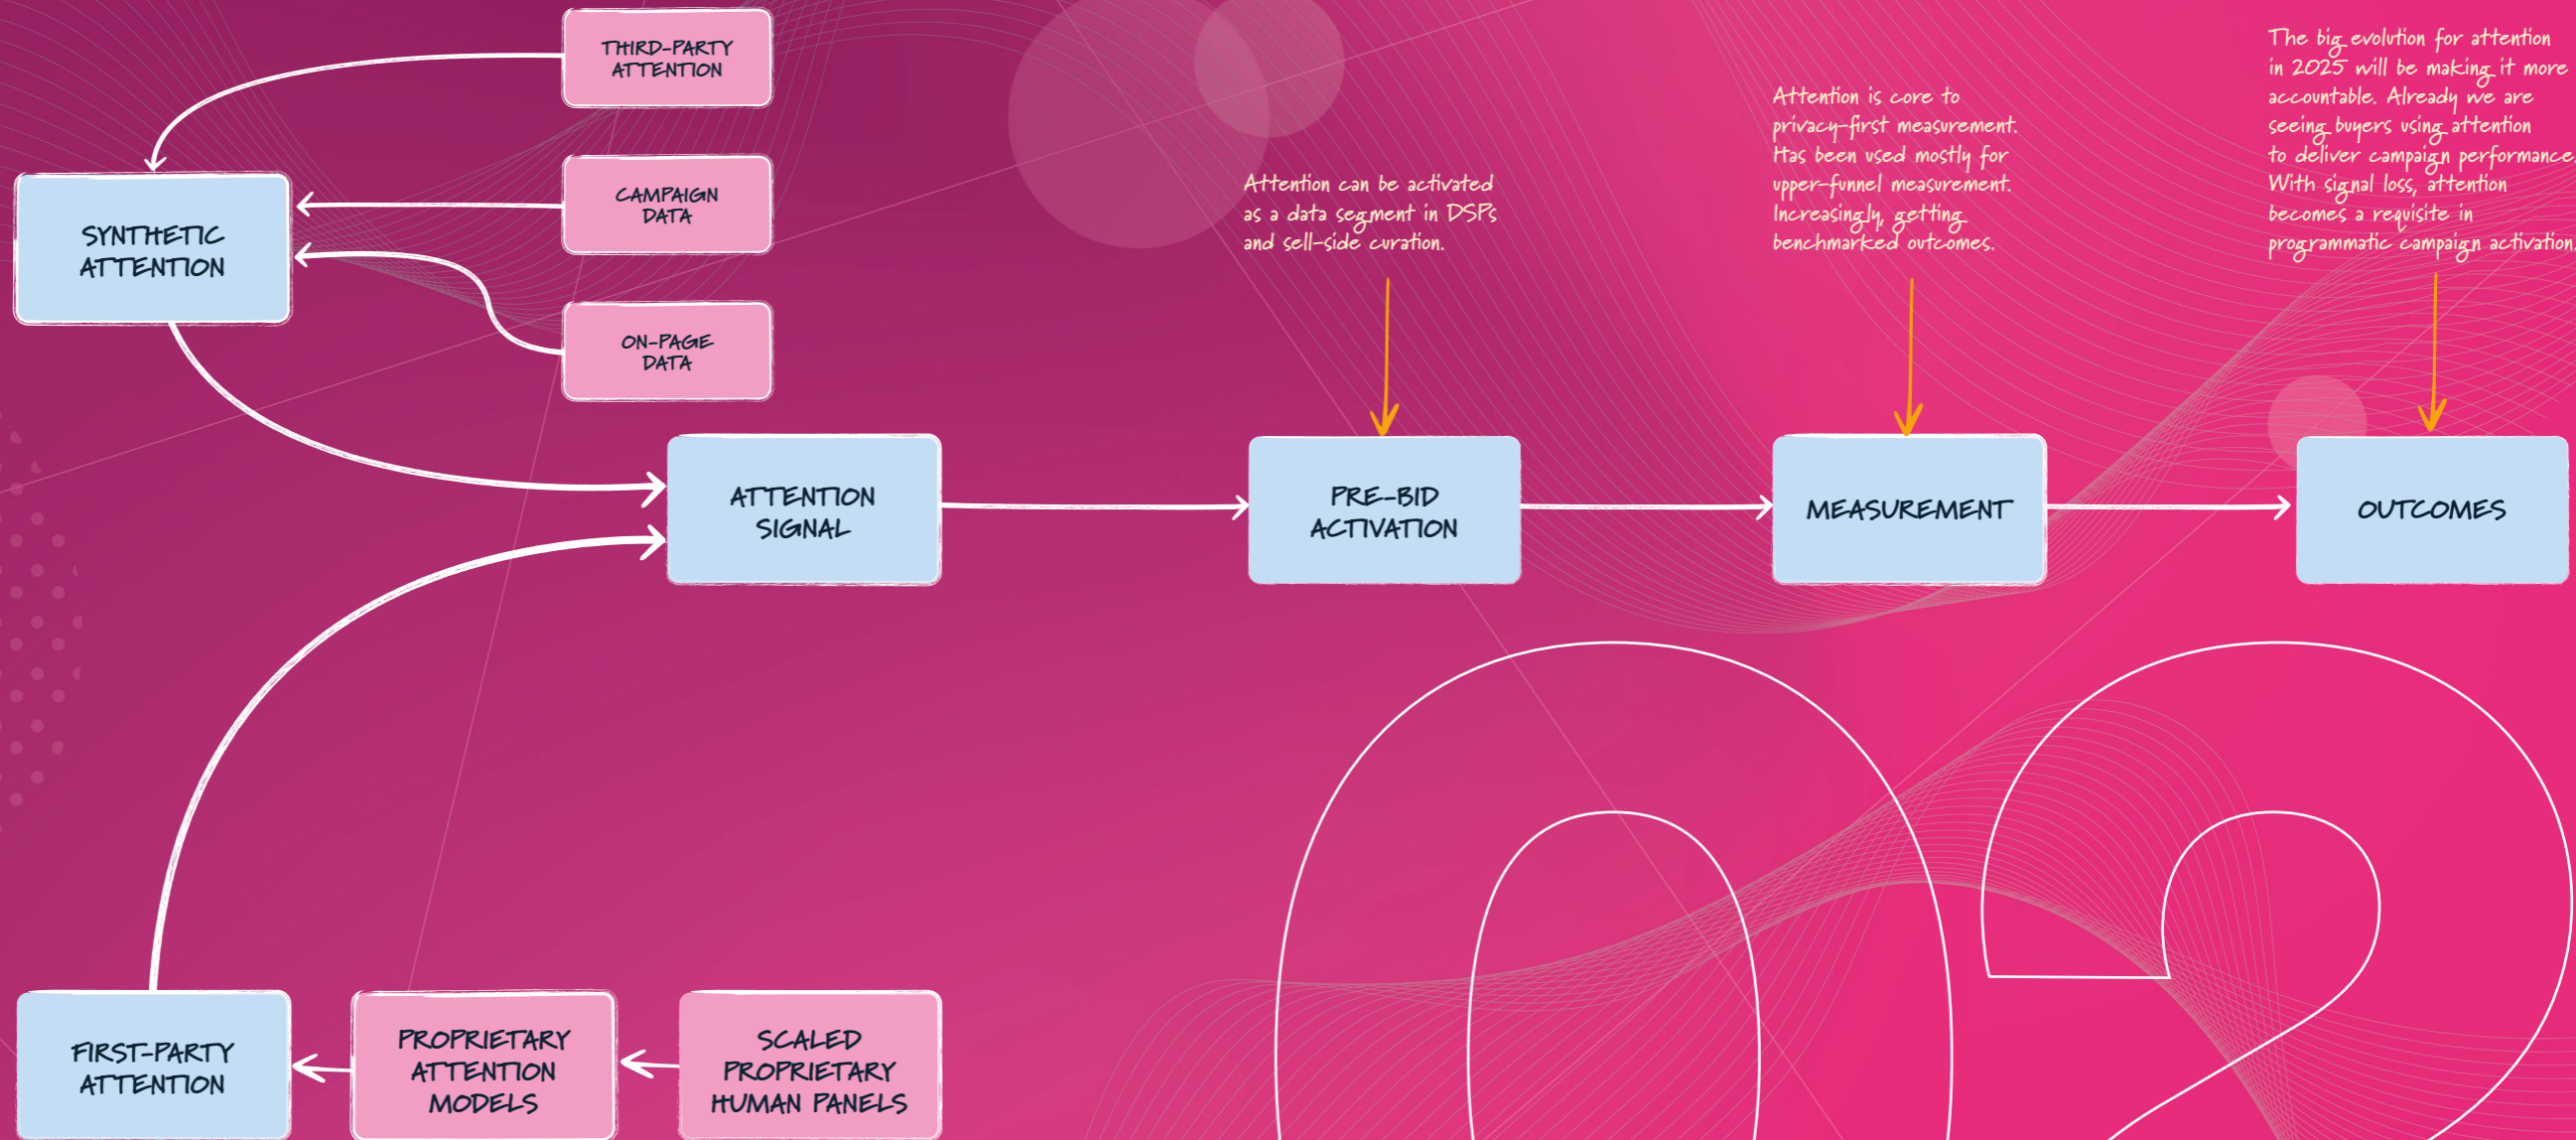 THIRD-PARTY
ATTENTION
CAMPAIGN
DATA
ON-PAGE
DATA
SYNTHETIC
ATTENTION
ATTENTION
SIGNAL
Attention can be activated
as a data segment in DSPs
and sell-side curation.
PRE-BID
ACTIVATION
Attention is core to
privacy-first measurement.
Has been used mostly for
upper-funnel measurement.
Increasingly, getting
benchmarked outcomes.
MEASUREMENT
The big evolution for attention
in 2025 will be making it more
accountable. Already we are
seeing buyers using attention
to deliver campaign performance.
With signal loss, attention
becomes a requisite in
programmatic campaign activation.
OUTCOMES
FIRST-PARTY
ATTENTION
PROPRIETARY
ATTENTION
MODELS
SCALED
PROPRIETARY
HUMAN PANELS